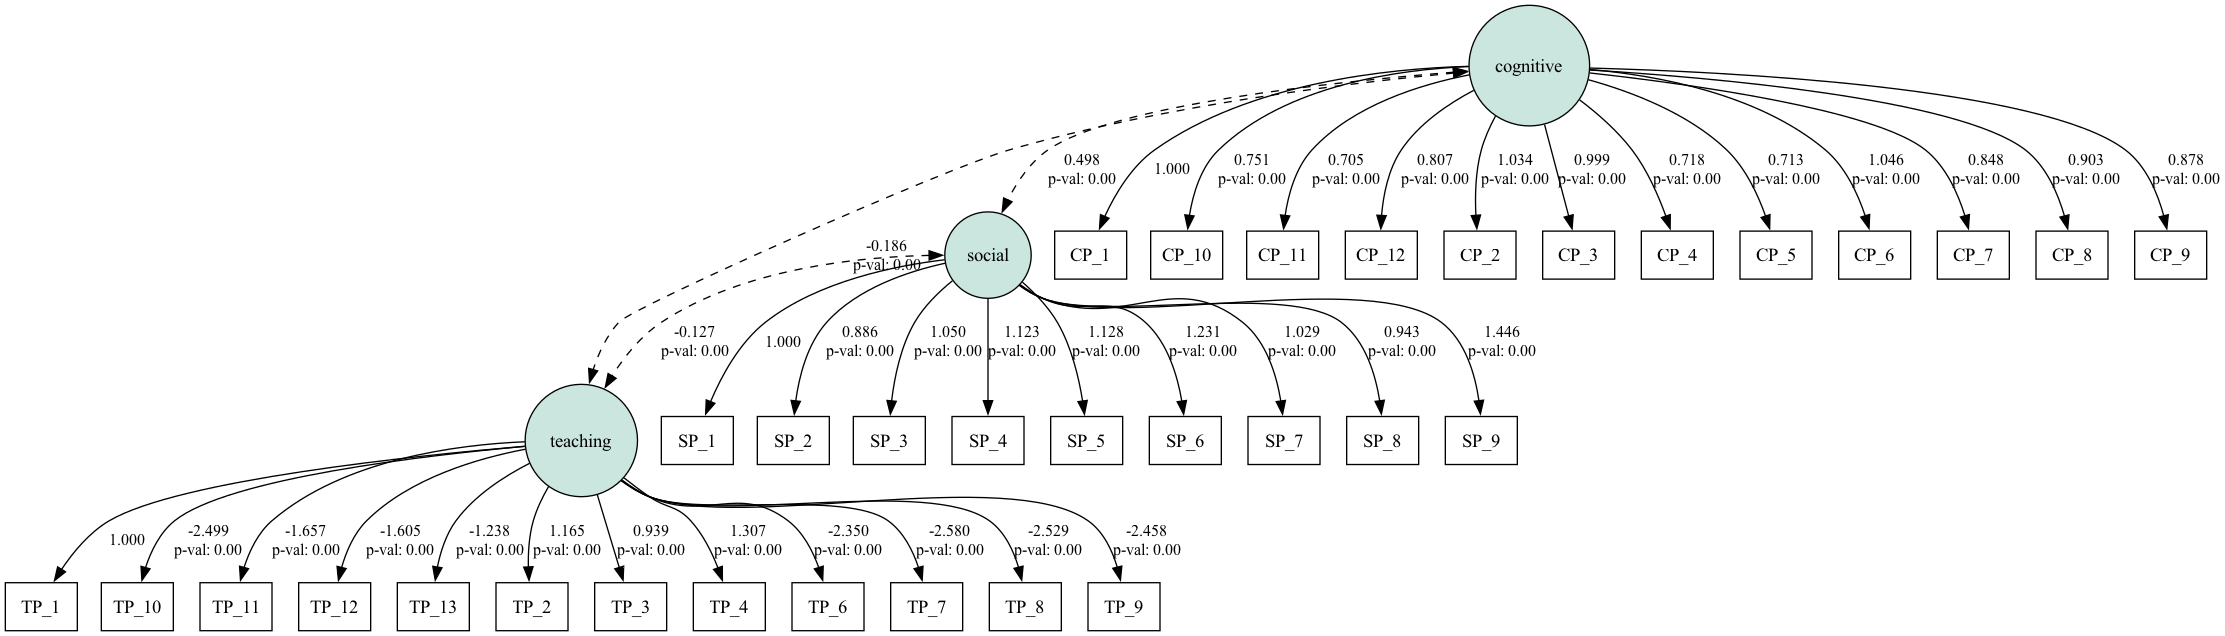 cognitive
0.498
p-val: 0.00
1.000
0.751
p-val: 0.00
0.705
p-val: 0.00
0.807
p-val: 0.00
1.034
p-val: 0.00
0.999
p-val: 0.00
0.718
p-val: 0.00
0.713
p-val: 0.00
1.046
p-val: 0.00
0.848
p-val: 0.00
0.903
p-val: 0.00
0.878
p-val: 0.00
CP_1
CP_10
CP_11
CP_12
CP_2
CP_3
CP_4
CP_5
CP_6
CP_7
CP_8
CP_9
social
-0.186
p-val: 0.00
-0.127
p-val: 0.00
1.000
0.886
p-val: 0.00
1.050
p-val: 0.00
1.123
p-val: 0.00
1.128
p-val: 0.00
1.231
p-val: 0.00
1.029
p-val: 0.00
0.943
p-val: 0.00
1.446
p-val: 0.00
SP_1
SP_2
SP_3
SP_4
SP_5
SP_6
SP_7
SP_8
SP_9
teaching
1.000
-2.499
p-val: 0.00
-1.657
p-val: 0.00
-1.605
p-val: 0.00
-1.238
p-val: 0.00
1.165
p-val: 0.00
0.939
p-val: 0.00
1.307
p-val: 0.00
-2.350
p-val: 0.00
-2.580
p-val: 0.00
-2.529
p-val: 0.00
-2.458
p-val: 0.00
TP_1
TP_10
TP_11
TP_12
TP_13
TP_2
TP_3
TP_4
TP_6
TP_7
TP_8
TP_9